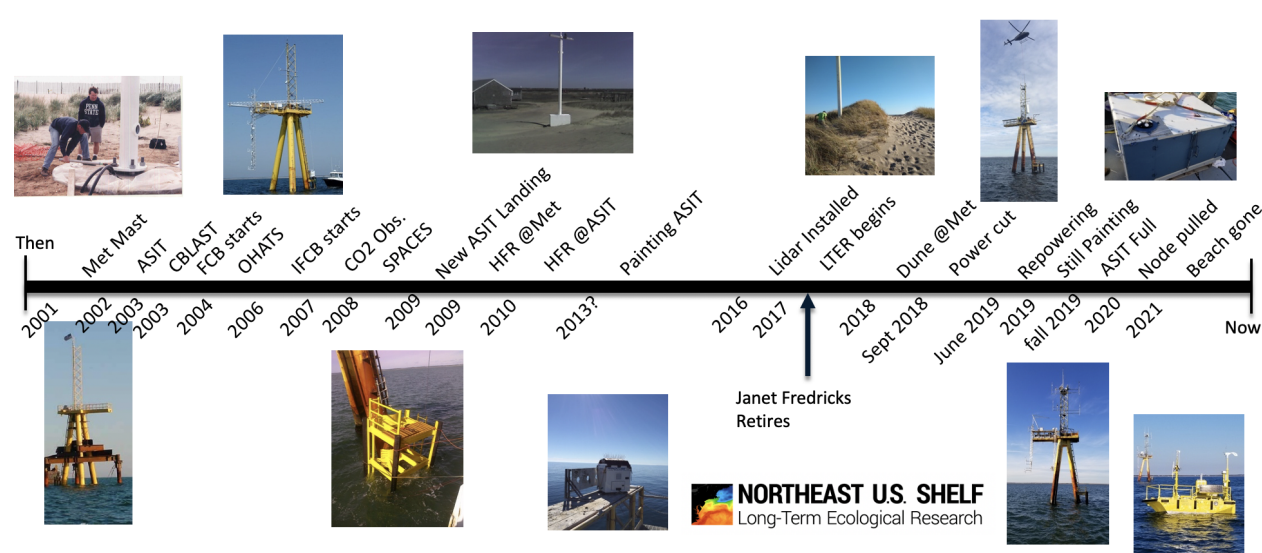 PENN
STATE
Then
Met Mast
ASIT
CBLAST
FCB starts
OHATS
IFCB starts
CO2 Obs.
SPACES
New ASIT Landing
HFR @Met
HFR @ASIT
Painting ASIT
Lidar Installed
LTER begins
Dune @Met
Power cut
Repowering
Still Painting
ASIT Full
Node pulled
Beach gone
2001
2002
2003
2003
2004
2006
2007
2008
2009
2009
2010
2013?
2016
2017
2018
Sept 2018
June 2019
2019
fall 2019
2020
2021
Now
Janet Fredricks
Retires
NORTHEAST U.S. SHELF
Long-Term Ecological Research